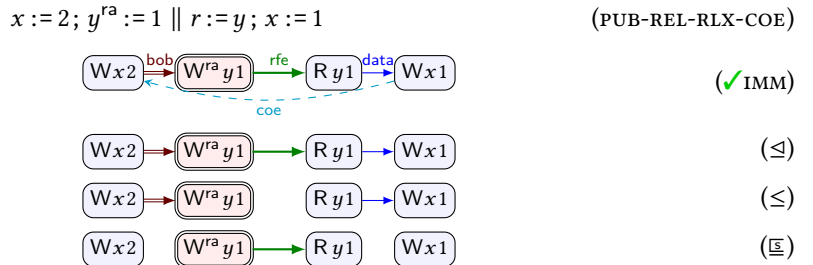 x := 2; y^ra := 1 ‖ r := y; x := 1 (PUB-REL-RLX-COE)
Wx2 bob W^ra y1 rfe R y1 data Wx1 (✓IMM)
coe
Wx2 W^ra y1 R y1 Wx1 (⊴)
Wx2 W^ra y1 R y1 Wx1 (≤)
Wx2 W^ra y1 R y1 Wx1 (s)